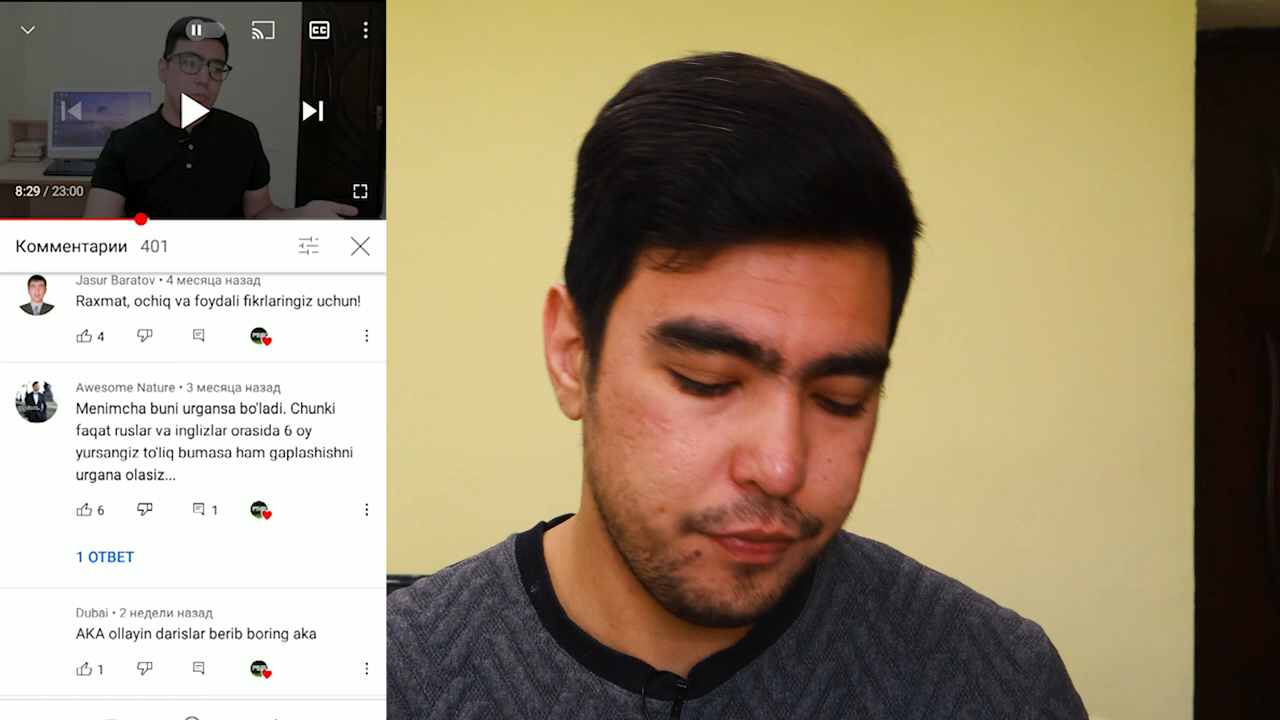 CC
8:29 / 23:00
Комментарии 401
Jasur Baratov • 4 месяца назад
Raxmat, ochiq va foydali fikrlaringiz uchun!
4
Awesome Nature • 3 месяца назад
Menimcha buni urgansa bo'ladi. Chunki
faqat ruslar va inglizlar orasida 6 oy
yursangiz to'liq bumasa ham gaplashishni
urgana olasiz...
6 1
1 ОТВЕТ
Dubai • 2 недели назад
AKA ollayin darislar berib boring aka
1